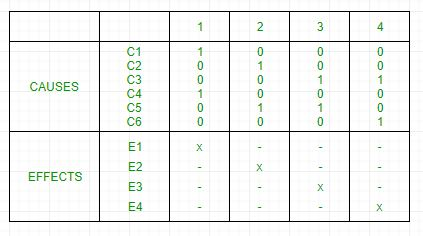 1 2 3 4
C1 1 0 0 0
C2 0 1 0 0
C3 0 0 1 1
CAUSES C4 1 0 0 0
C5 0 1 1 0
C6 0 0 0 1
E1 x - - -
E2 - x - -
EFFECTS
E3 - - x -
E4 - - - x